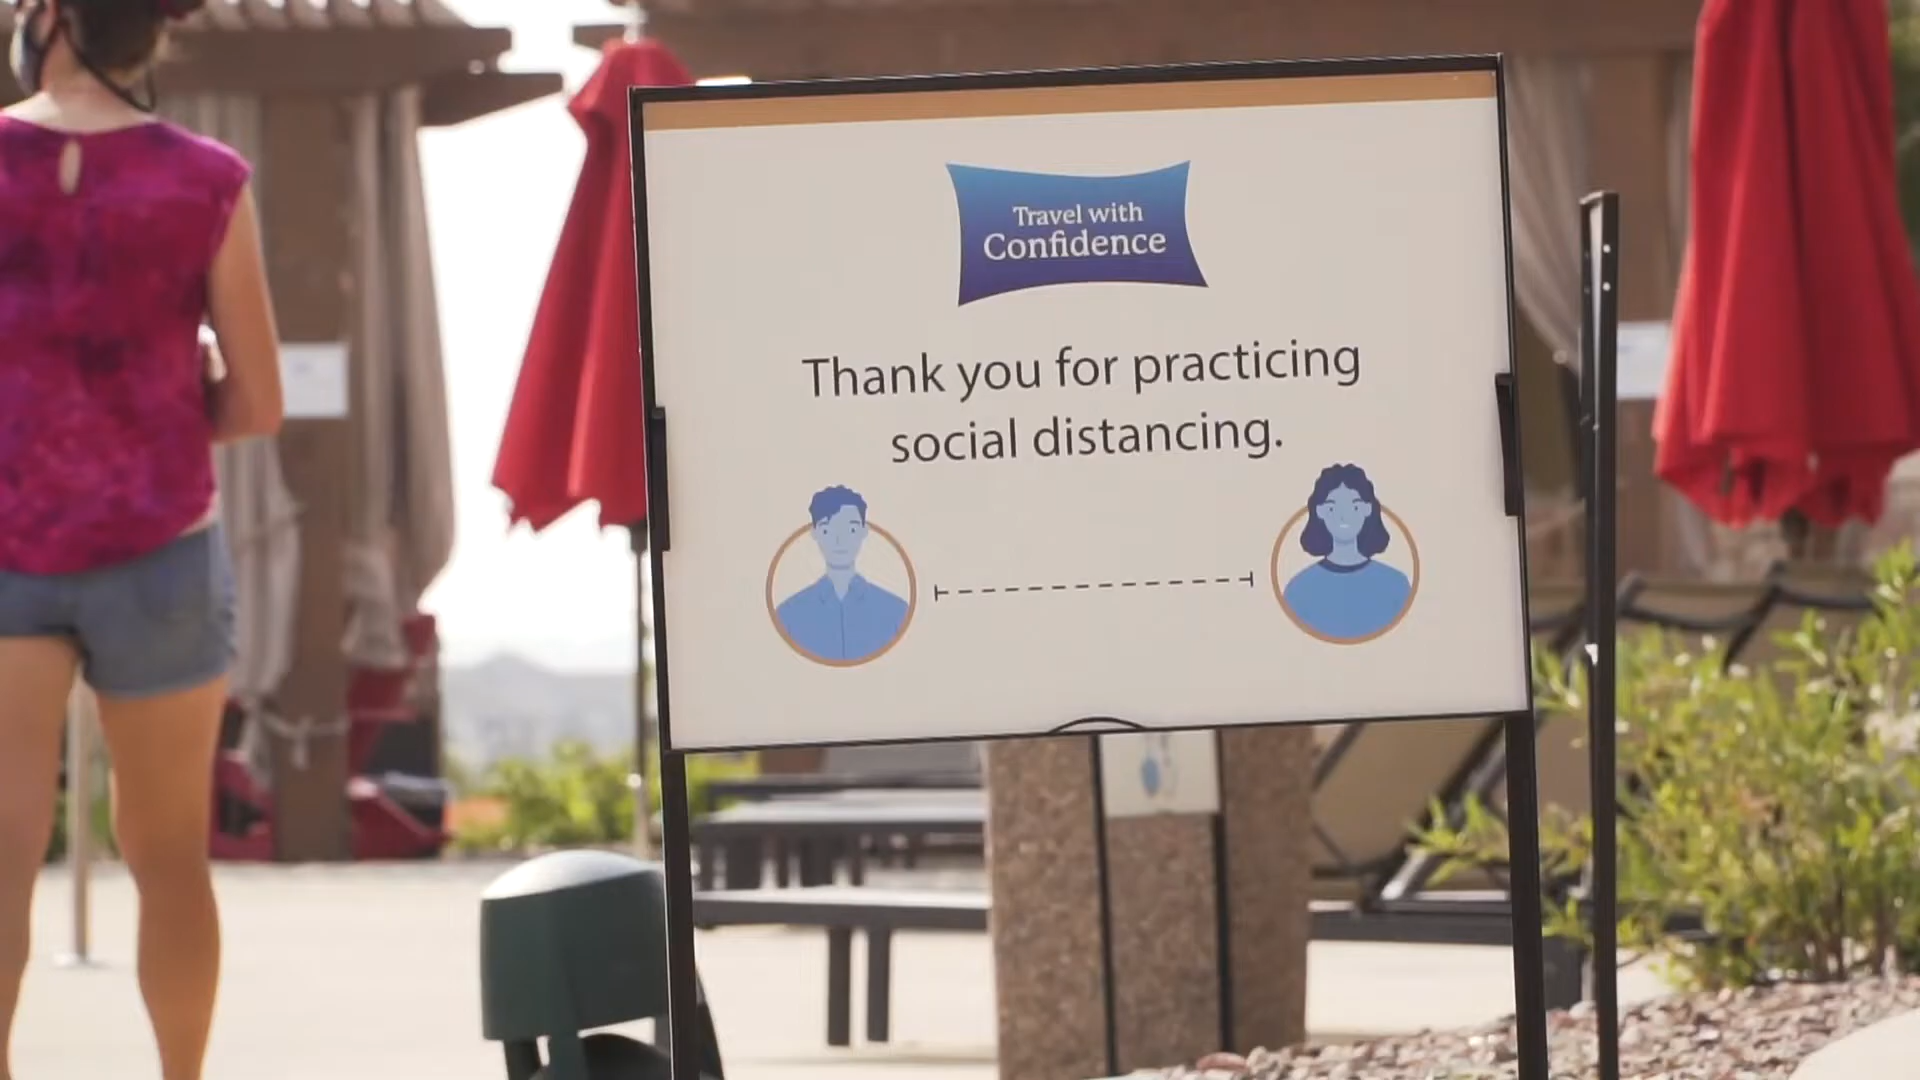 Travel with
Confidence
Thank you for practicing
social distancing.